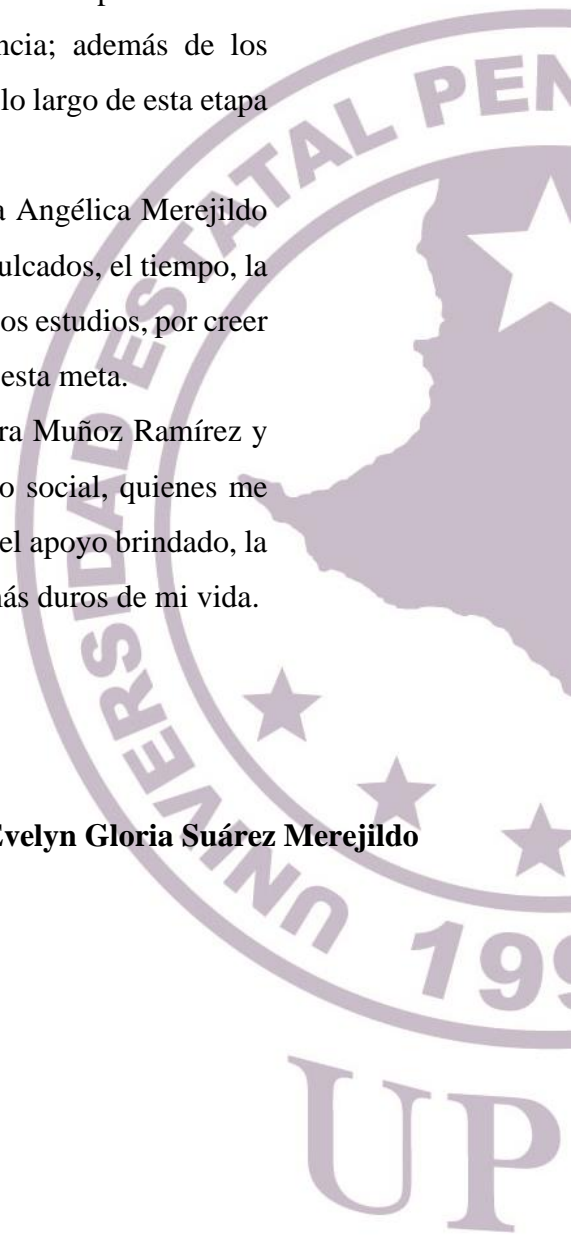 ncia; además de los
lo largo de esta etapa
a Angélica Merejildo
ulcados, el tiempo, la
os estudios, por creer
esta meta.
ra Muñoz Ramírez y
o social, quienes me
el apoyo brindado, la
más duros de mi vida.
Evelyn Gloria Suárez Merejildo
UNIVERSIDAD ESTATAL PEN
199
UP